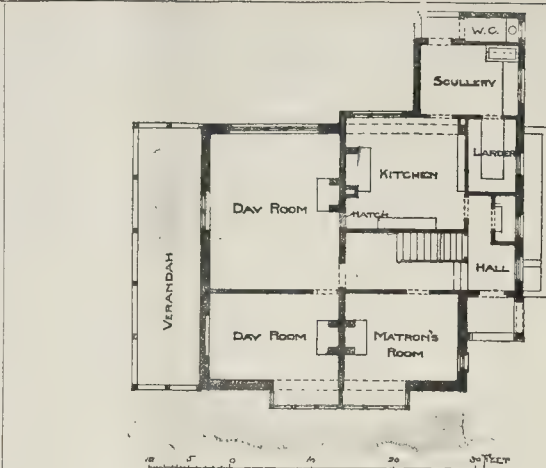 W.C.
SCULLERY
LARDER
KITCHEN
DAY ROOM
HATCH
HALL
VERANDAH
DAY ROOM
MATRON'S
ROOM
10 5 0 10 20 30 FEET